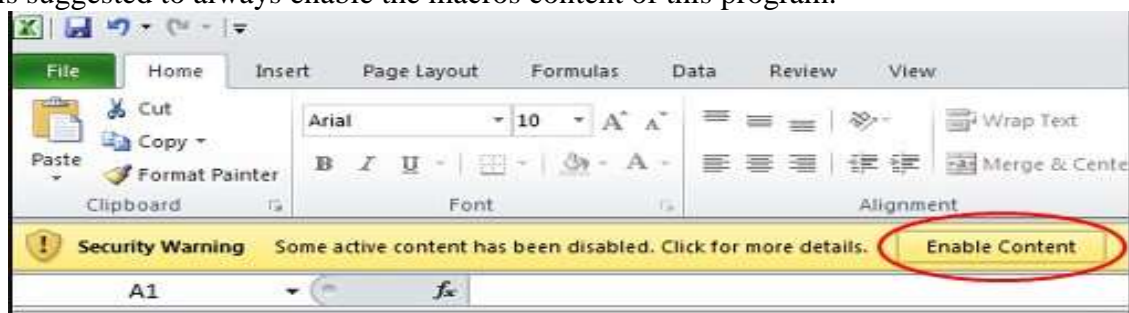 suggested to always enable the macros content of this program.
File Home Insert Page Layout Formulas Data Review View
Cut
Copy
Paste
Format Painter
Clipboard
Arial 10 A A
B I U A
Font
Wrap Text
Merge & Cente
Alignment
Security Warning Some active content has been disabled. Click for more details. Enable Content
A1 fx